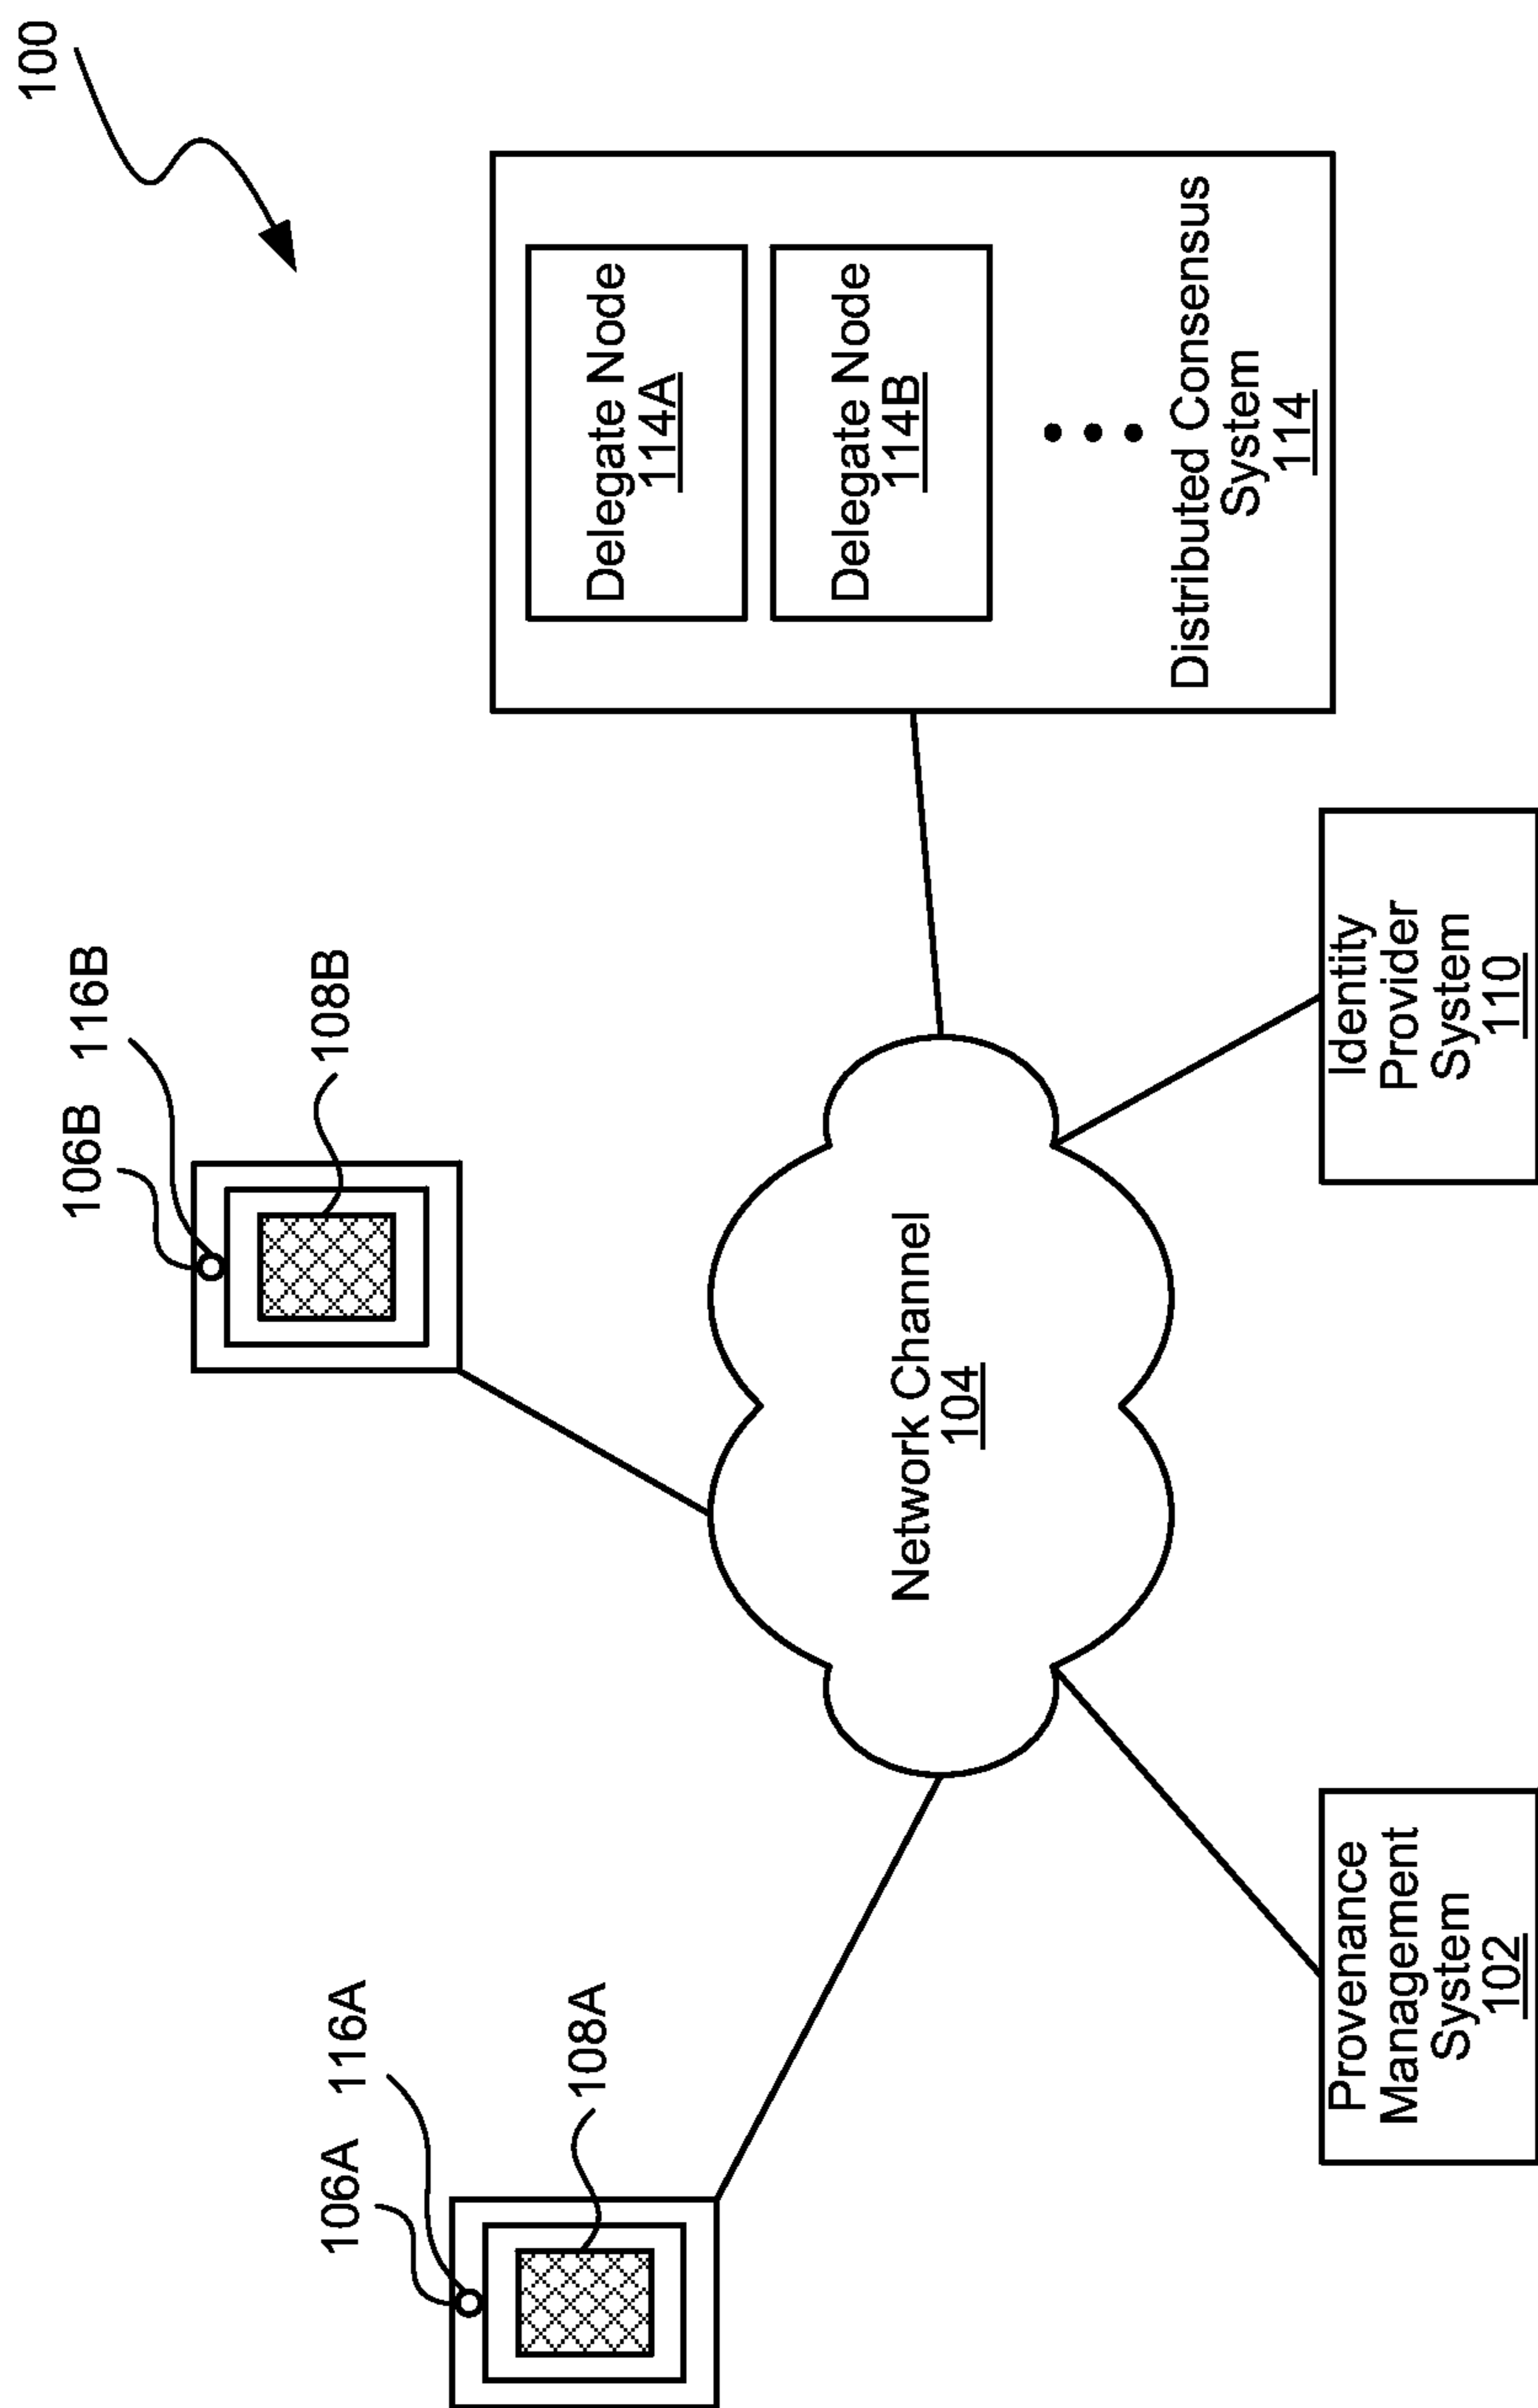 100
116B
106B
108B
116A
106A
108A
Delegate Node
114A
Delegate Node
114B
Distributed Consensus
System
114
Network Channel
104
Provenance
Management
System
102
Identity
Provider
System
110